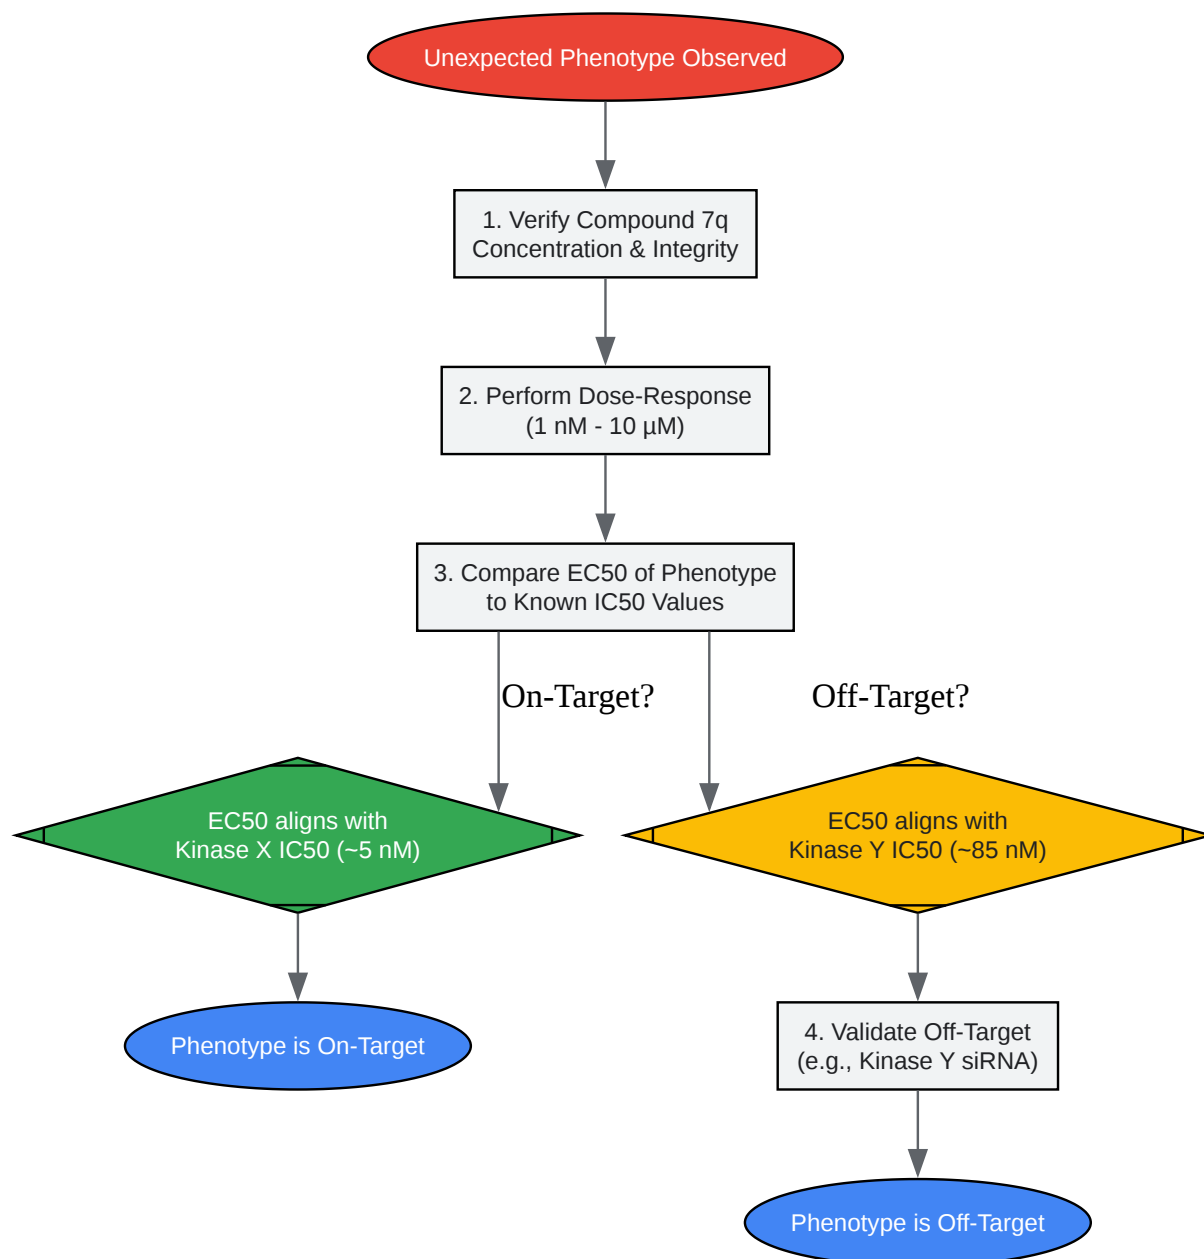 Unexpected Phenotype Observed
1. Verify Compound 7q
Concentration & Integrity
2. Perform Dose-Response
(1 nM - 10 µM)
3. Compare EC50 of Phenotype
to Known IC50 Values
On-Target?
Off-Target?
EC50 aligns with
Kinase X IC50 (~5 nM)
EC50 aligns with
Kinase Y IC50 (~85 nM)
Phenotype is On-Target
4. Validate Off-Target
(e.g., Kinase Y siRNA)
Phenotype is Off-Target